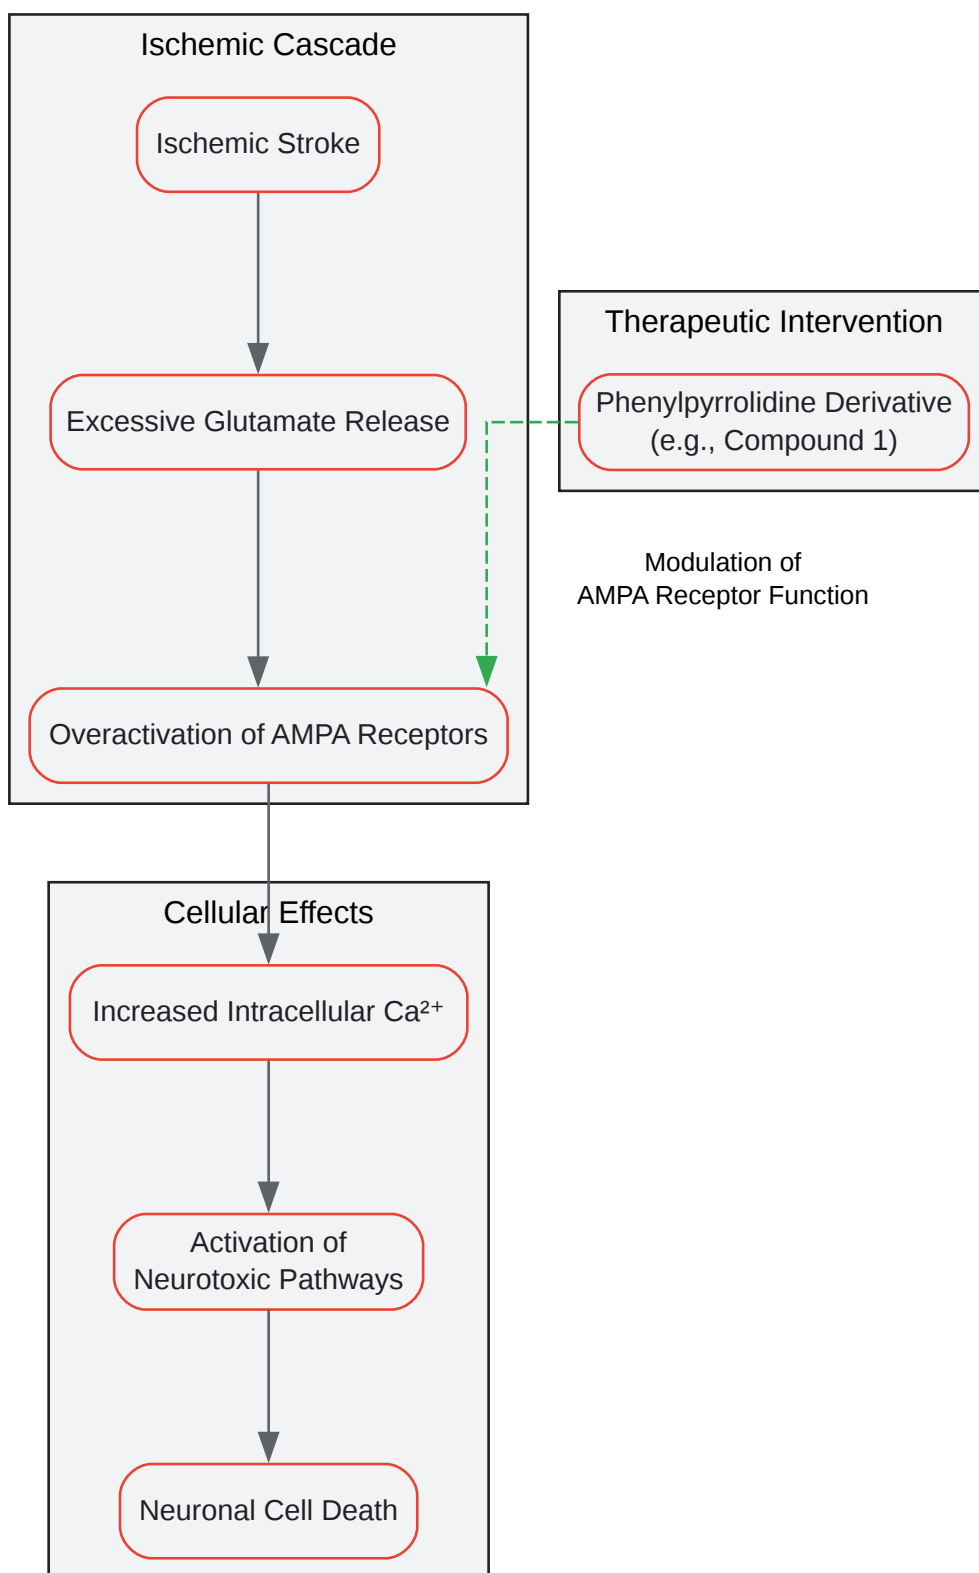 Ischemic Cascade
Ischemic Stroke
Excessive Glutamate Release
Overactivation of AMPA Receptors
Therapeutic Intervention
Phenylpyrrolidine Derivative
(e.g., Compound 1)
Modulation of
AMPA Receptor Function
Cellular Effects
Increased Intracellular Ca²⁺
Activation of
Neurotoxic Pathways
Neuronal Cell Death